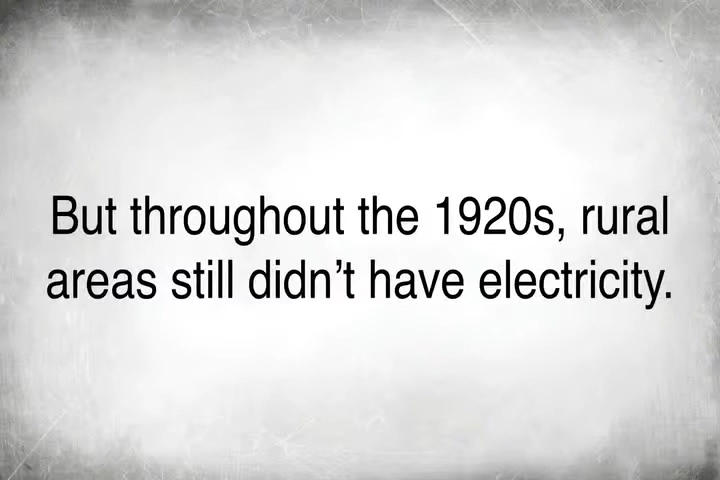 But throughout the 1920s, rural
areas still didn’t have electricity.